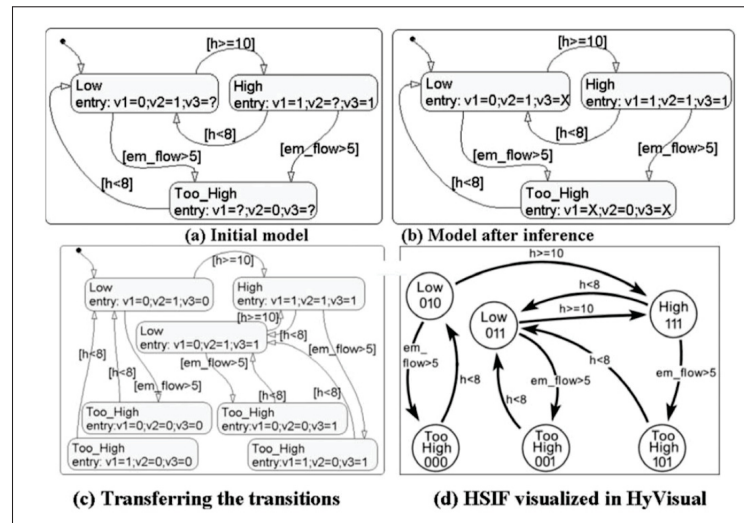 [h>=10]
Low
entry: v1=0;v2=1;v3=?
High
entry: v1=1;v2=?;v3=1
[h<8]
[em_flow>5]
[em_flow>5]
[h<8]
Too_High
entry: v1=?;v2=0;v3=?
(a) Initial model
[h>=10]
Low
entry: v1=0;v2=1;v3=X
High
entry: v1=1;v2=1;v3=1
[h<8]
[em_flow>5]
[em_flow>5]
[h<8]
Too_High
entry: v1=X;v2=0;v3=X
(b) Model after inference
[h>=10]
Low
entry: v1=0;v2=1;v3=0
High
entry: v1=1;v2=1;v3=1
[h<8]
[h>=10]
Low
entry: v1=0;v2=1;v3=1
[h<8]
[h<8]
[em_flow>5]
[em_flow>5]
[em_flow>5]
[h<8]
[h<8]
Too_High
entry:v1=0;v2=0;v3=0
Too_High
entry:v1=0;v2=0;v3=1
Too_High
entry: v1=1;v2=0;v3=0
Too_High
entry: v1=1;v2=0;v3=1
(c) Transferring the transitions
h>=10
Low
010
h<8
Low
011
h>=10
High
111
em_
flow>5
h<8
h<8
em_flow>5
h<8
em_flow>5
Too
High
000
Too
High
001
Too
High
101
(d) HSIF visualized in HyVisual